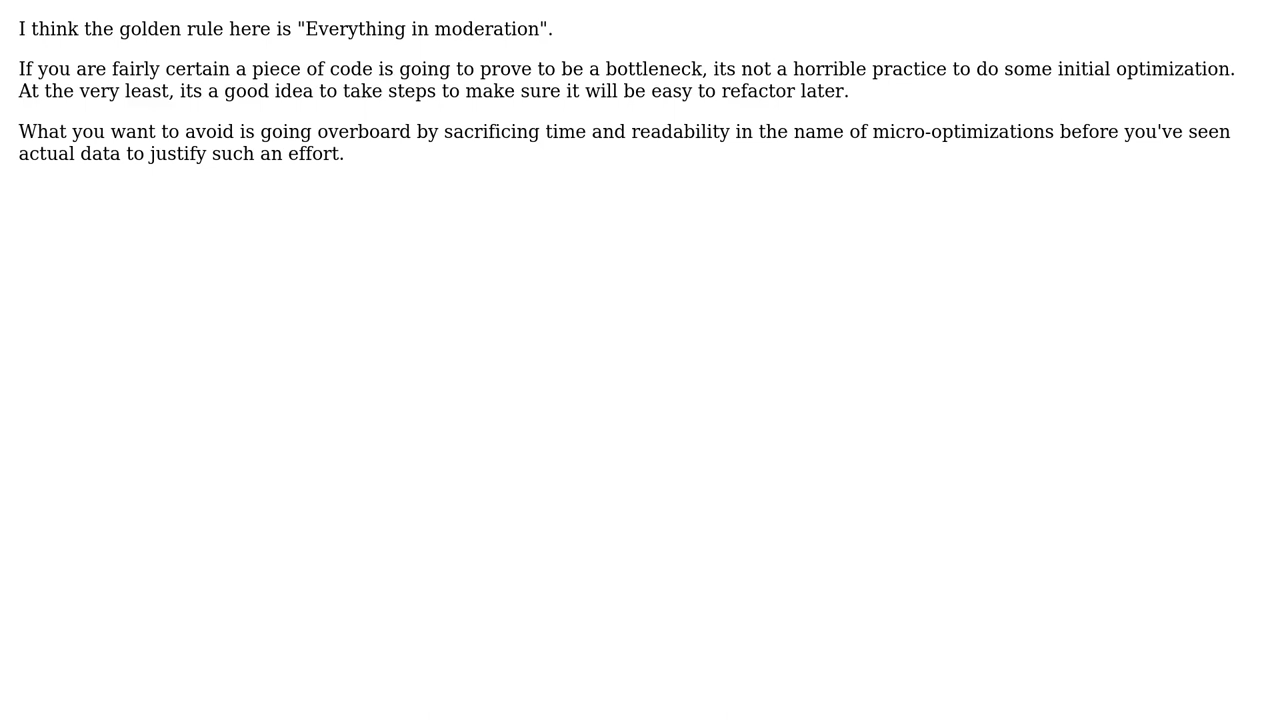 I think the golden rule here is "Everything in moderation".
If you are fairly certain a piece of code is going to prove to be a bottleneck, its not a horrible practice to do some initial optimization.
At the very least, its a good idea to take steps to make sure it will be easy to refactor later.
What you want to avoid is going overboard by sacrificing time and readability in the name of micro-optimizations before you've seen
actual data to justify such an effort.